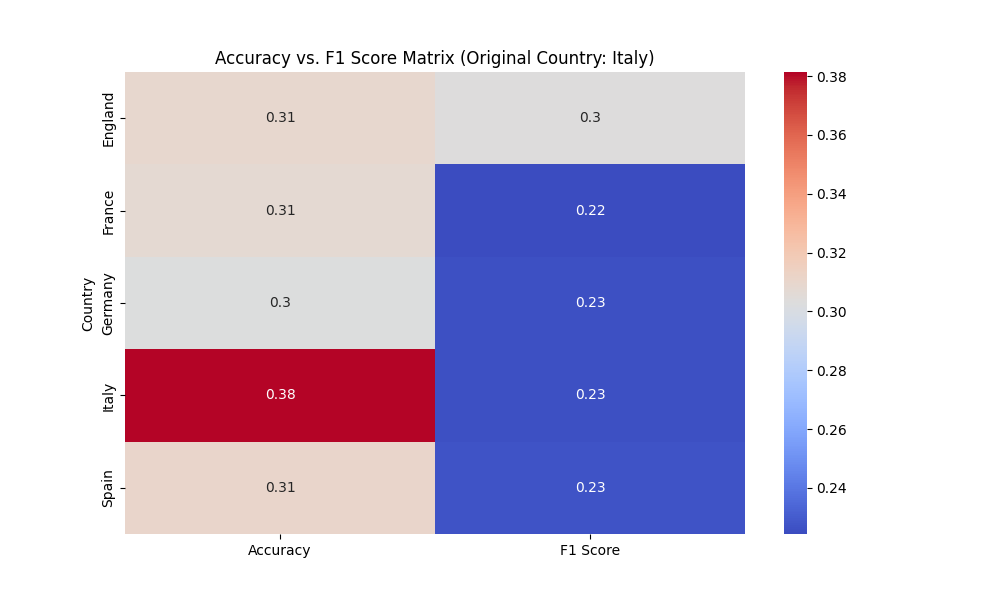 Accuracy vs. F1 Score Matrix (Original Country: Italy)
Country
England
0.31
0.3
France
0.31
0.22
Germany
0.3
0.23
Italy
0.38
0.23
Spain
0.31
0.23
Accuracy
F1 Score
0.38
0.36
0.34
0.32
0.30
0.28
0.26
0.24